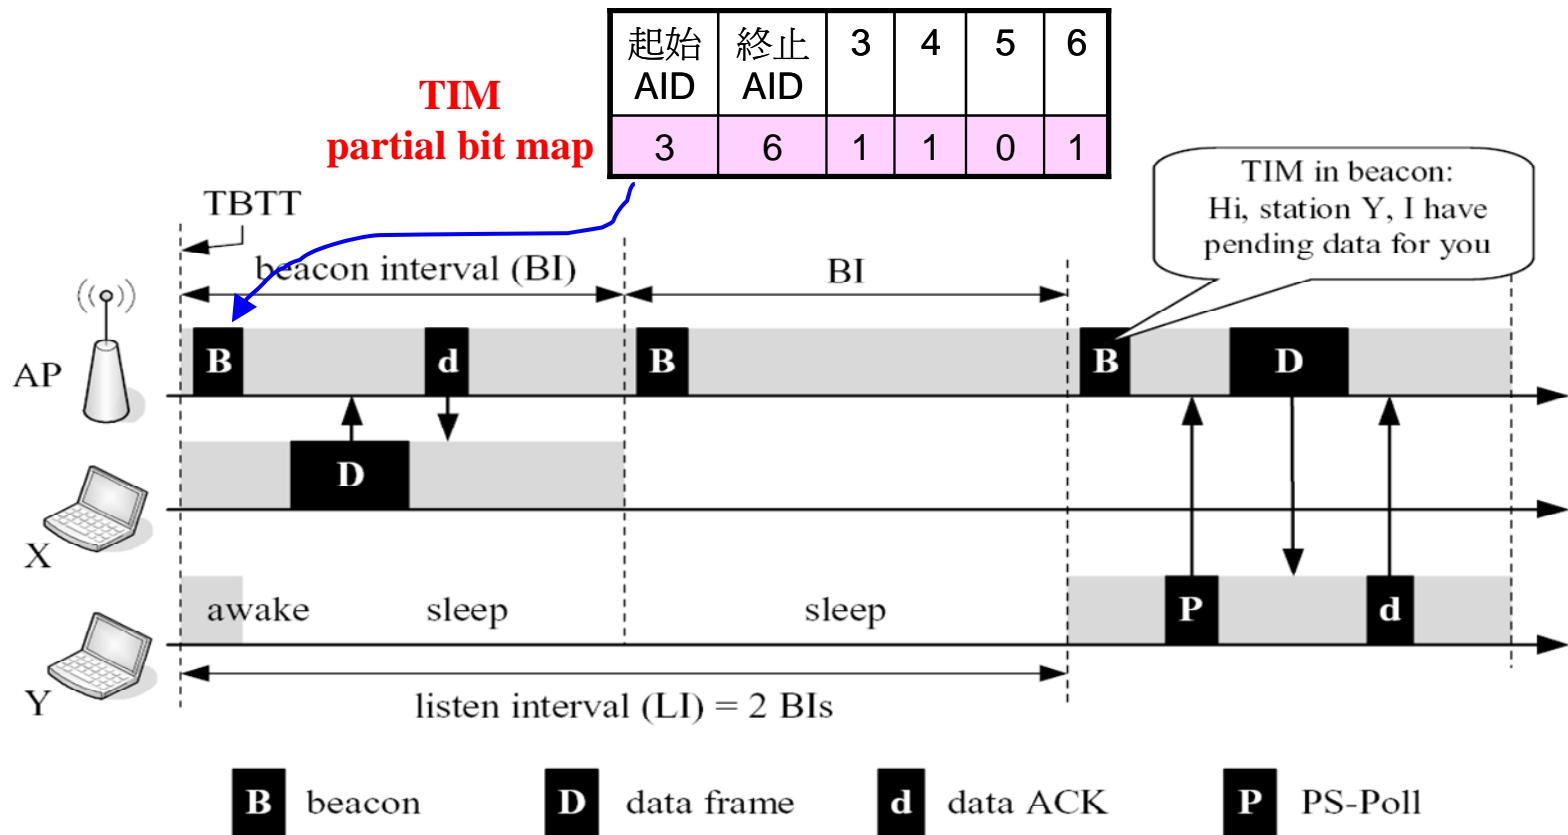 起始 AID 終止 AID 3 4 5 6
3 6 1 1 0 1
TIM
partial bit map
TIM in beacon:
Hi, station Y, I have
pending data for you
TBTT
beacon interval (BI)
BI
AP
B
d
B
B
D
X
D
Y
awake
sleep
sleep
P
d
listen interval (LI) = 2 BIs
B beacon
D data frame
d data ACK
P PS-Poll